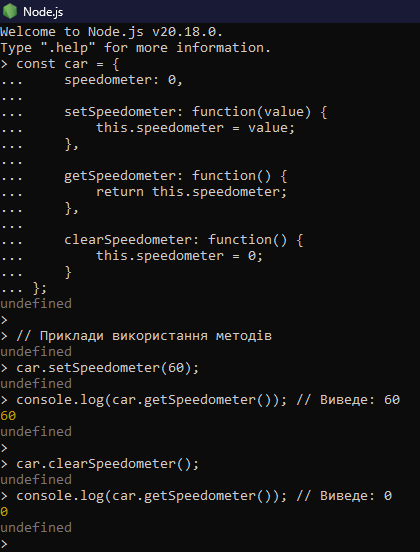 Node.js
Welcome to Node.js v20.18.0.
Type ".help" for more information.
> const car = {
...     speedometer: 0,
...
...     setSpeedometer: function(value) {
...         this.speedometer = value;
...     },
...
...     getSpeedometer: function() {
...         return this.speedometer;
...     },
...
...     clearSpeedometer: function() {
...         this.speedometer = 0;
...     }
... };
undefined
>
> // Приклади використання методів
undefined
> car.setSpeedometer(60);
undefined
> console.log(car.getSpeedometer()); // Виведе: 60
60
undefined
>
> car.clearSpeedometer();
undefined
> console.log(car.getSpeedometer()); // Виведе: 0
0
undefined
>